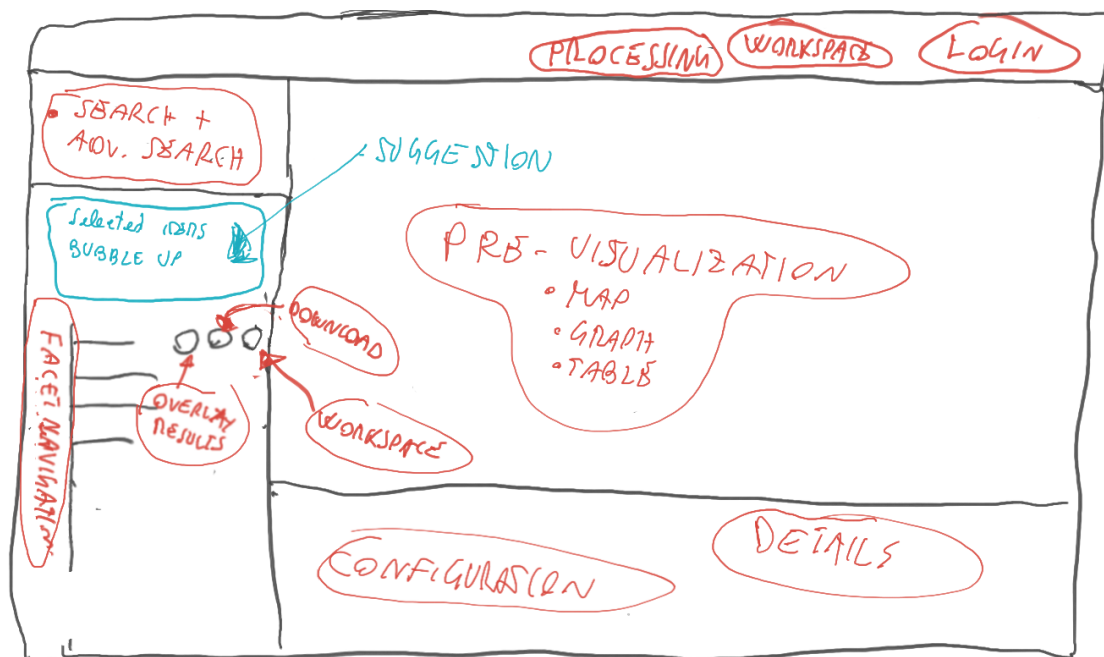 PROCESSING
WORKSPACE
LOGIN
• SEARCH +
ADV. SEARCH
SUGGESTION
Selected ITEMS
BUBBLE UP
PRE-VISUALIZATION
• MAP
• GRAPH
• TABLE
FACET NAVIGATION
DOWNLOAD
OVERLAY
RESULTS
WORKSPACE
CONFIGURATION
DETAILS